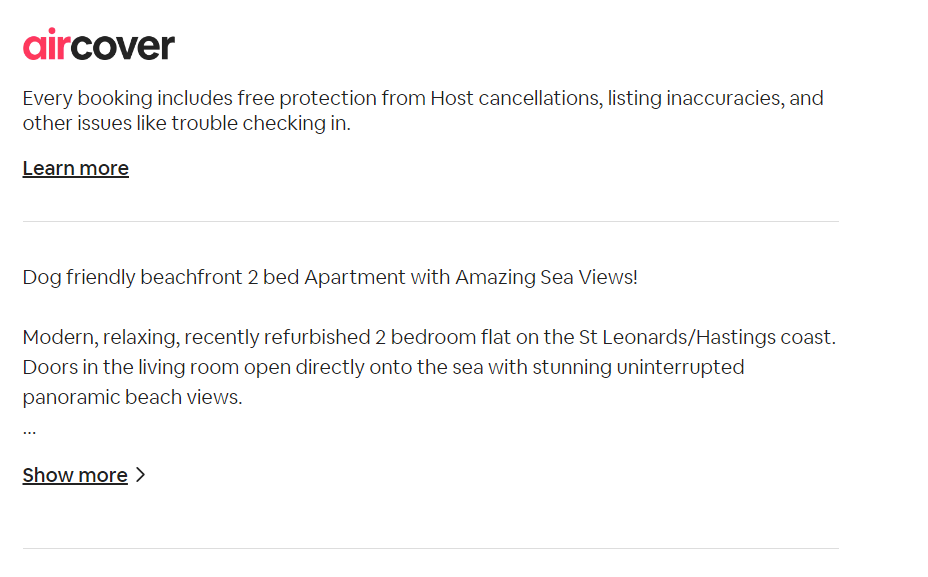 aircover
Every booking includes free protection from Host cancellations, listing inaccuracies, and
other issues like trouble checking in.
Learn more
Dog friendly beachfront 2 bed Apartment with Amazing Sea Views!
Modern, relaxing, recently refurbished 2 bedroom flat on the St Leonards/Hastings coast.
Doors in the living room open directly onto the sea with stunning uninterrupted
panoramic beach views.
...
Show more